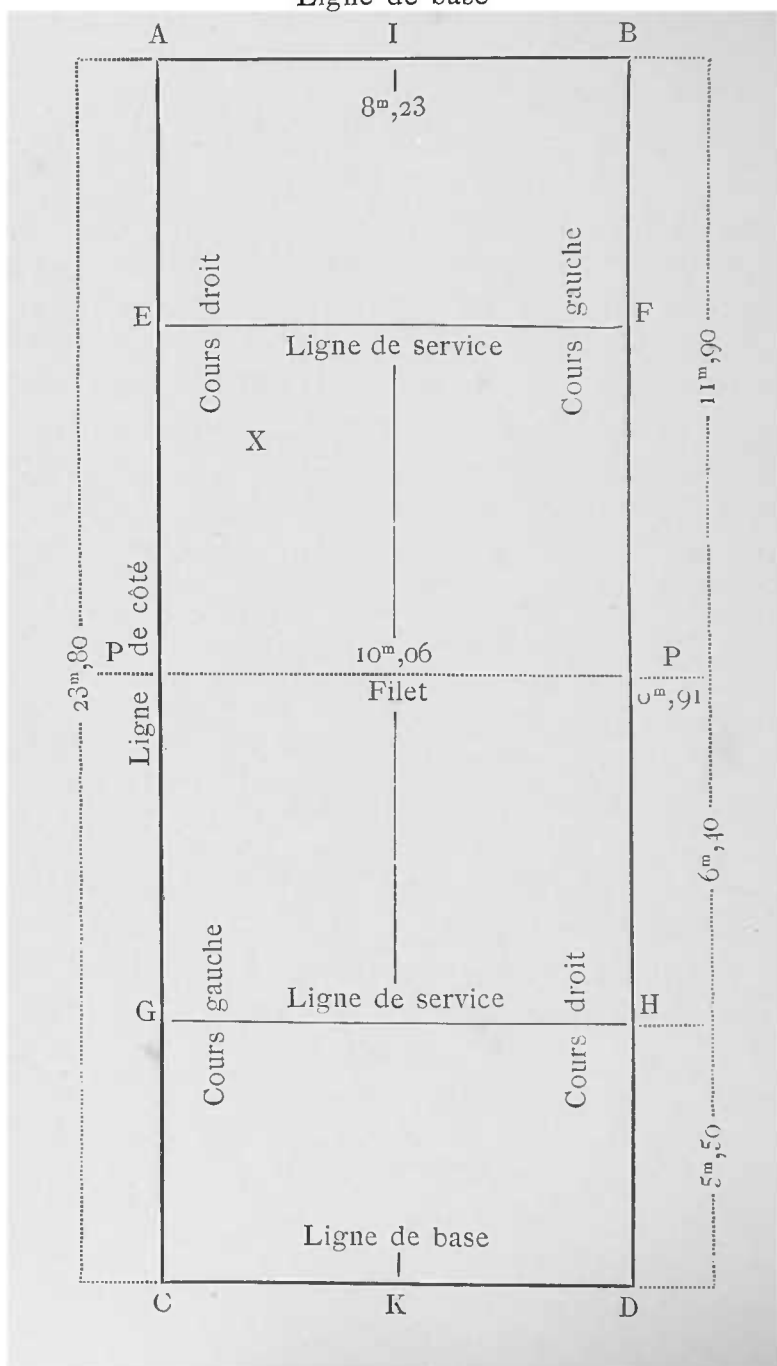 Ligne de base
A I B
8ᵐ,23
Cours droit
Cours gauche
E F
Ligne de service
X
11ᵐ,90
Ligne de côté
23ᵐ,80
P 10ᵐ,06 P
Filet
0ᵐ,91
6ᵐ,40
Cours gauche
Cours droit
G Ligne de service H
5ᵐ,50
Ligne de base
C K D